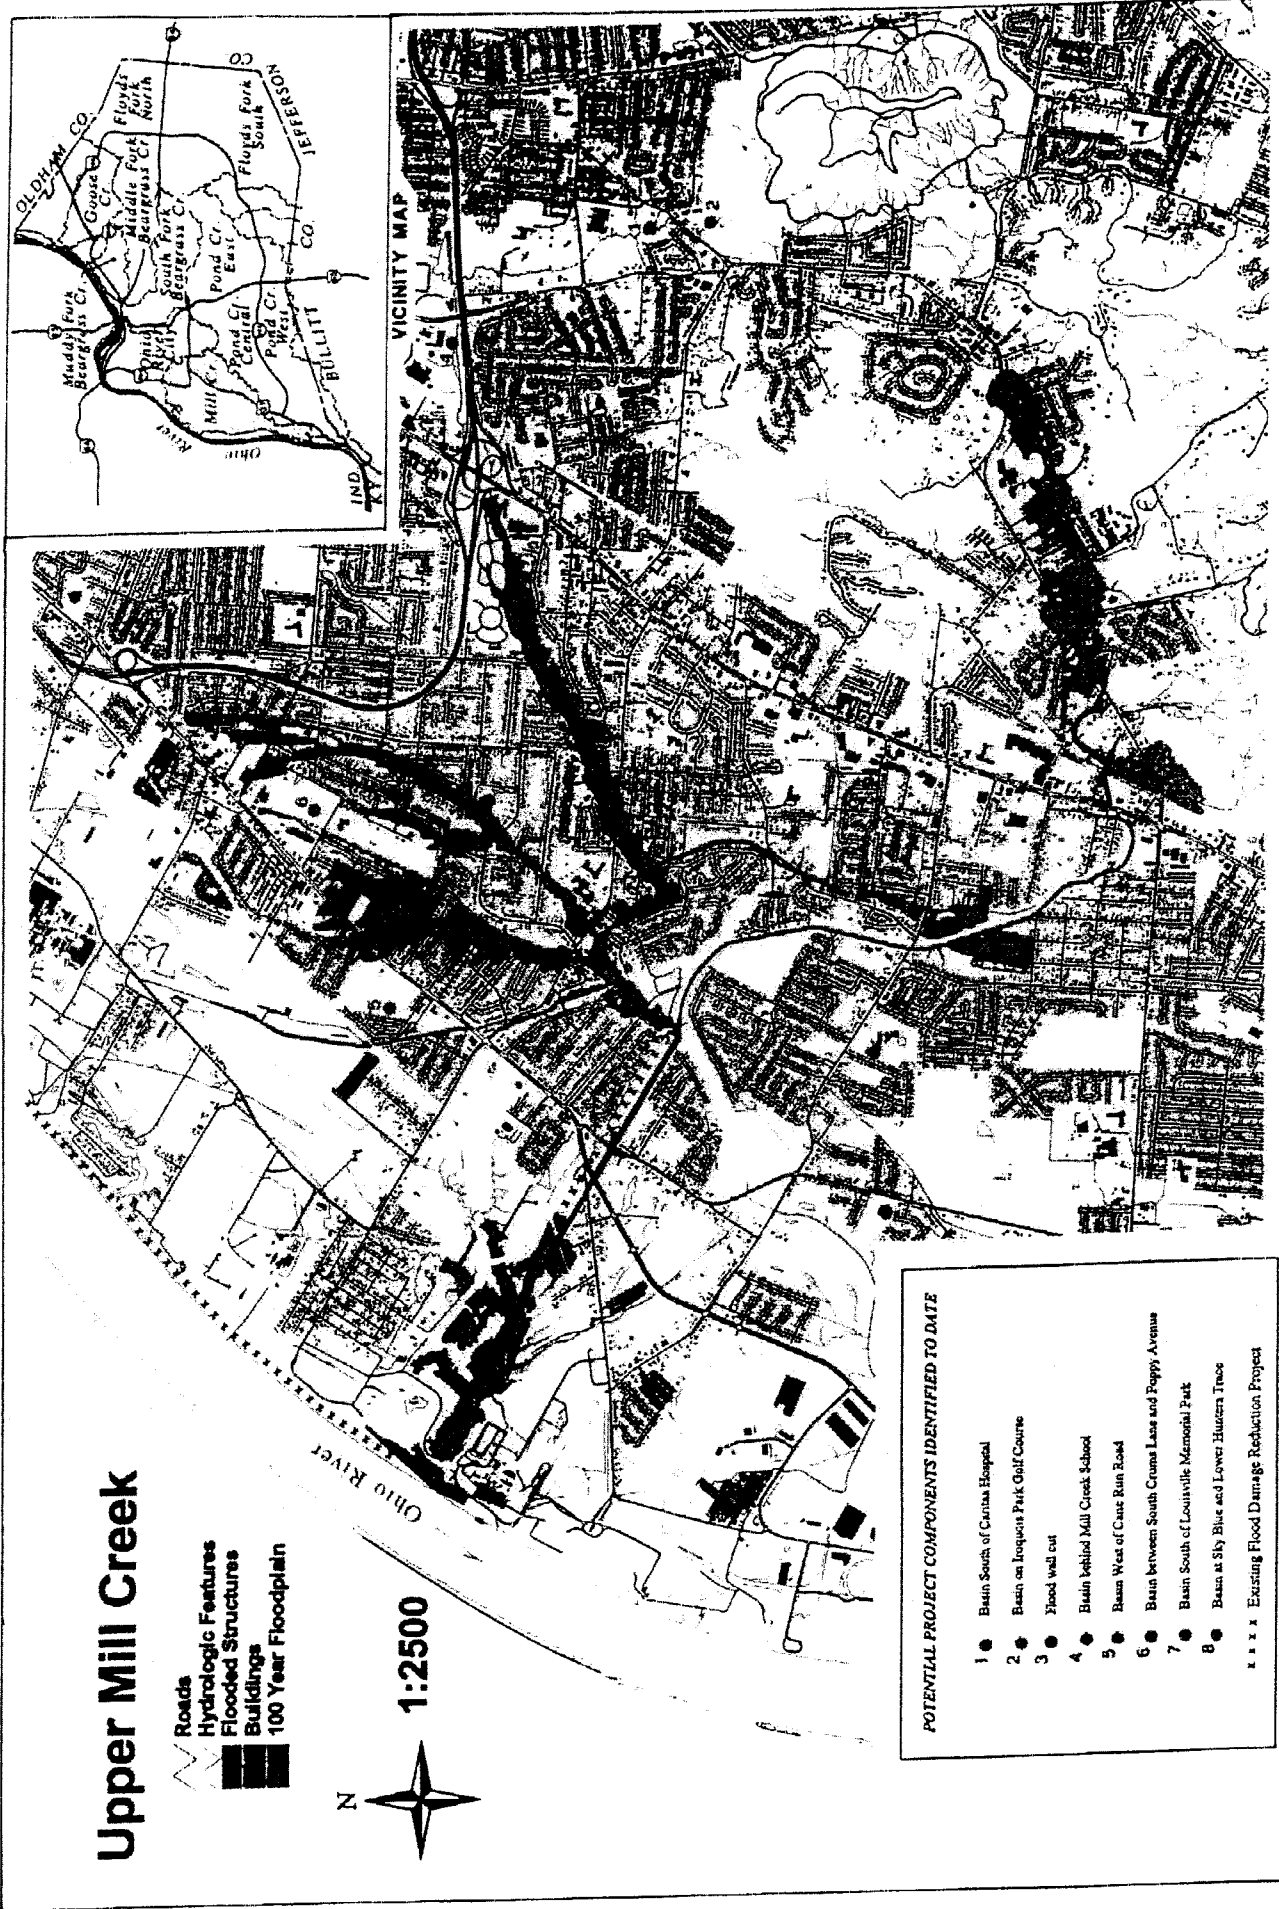 Upper Mill Creek
Roads
Hydrologic Features
Flooded Structures
Buildings
100 Year Floodplain
N
1:2500
Ohio River
VICINITY MAP
OLDHAM CO.
Floyds
Fork
North
CO
JEFFERSON
Goose
Cr.
Middle Fork
Beargrass Cr.
Muddy Fork
Beargrass Cr.
South Fork
Beargrass Cr.
Floyds Fork
South
Ohio
River
City
Pond Cr.
East
Pond Cr.
Central
Pond Cr.
West
CO.
BULLITT
Mill Cr.
Ohio
River
IND.
KY.
2
6
5
POTENTIAL PROJECT COMPONENTS IDENTIFIED TO DATE
1 Basin South of Caritas Hospital
2 Basin on Iroquois Park Golf Course
3 Flood wall cut
4 Basin behind Mill Creek School
5 Basin West of Cane Run Road
6 Basin between South Crums Lane and Poppy Avenue
7 Basin South of Louisville Memorial Park
8 Basin at Sky Blue and Lower Hunters Trace
x x x x Existing Flood Damage Reduction Project